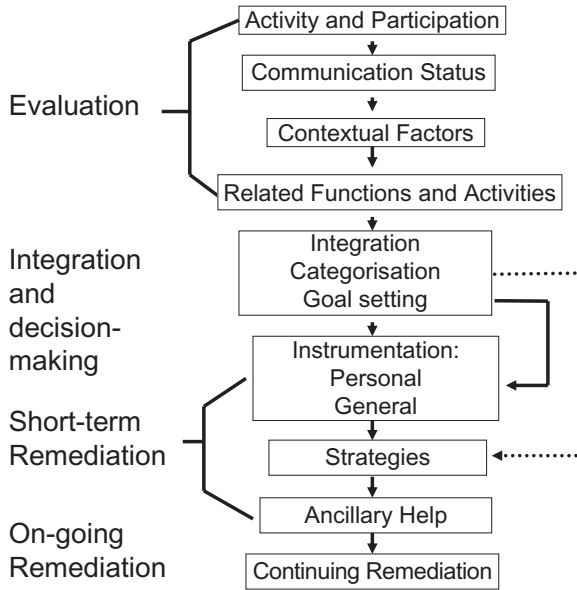 Activity and Participation
Communication Status
Evaluation
Contextual Factors
Related Functions and Activities
Integration
and
decision-
making
Integration
Categorisation
Goal setting
Instrumentation:
Personal
General
Short-term
Remediation
Strategies
Ancillary Help
On-going
Remediation
Continuing Remediation